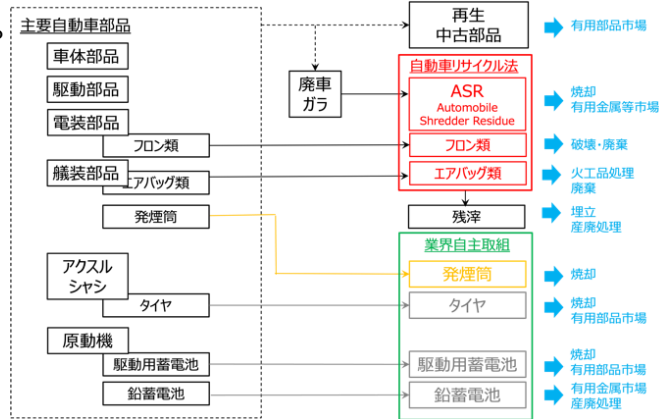 主要自動車部品
車体部品
駆動部品
電装部品
フロン類
艤装部品
エアバッグ類
発煙筒
アクスル
シャシ
タイヤ
原動機
駆動用蓄電池
鉛蓄電池
廃車
ガラ
再生
中古部品
自動車リサイクル法
ASR
Automobile
Shredder Residue
フロン類
エアバッグ類
残滓
業界自主取組
発煙筒
タイヤ
駆動用蓄電池
鉛蓄電池
有用部品市場
焼却
有用金属等市場
破壊・廃棄
火工品処理
廃棄
埋立
産廃処理
焼却
焼却
有用部品市場
焼却
有用部品市場
有用金属市場
産廃処理